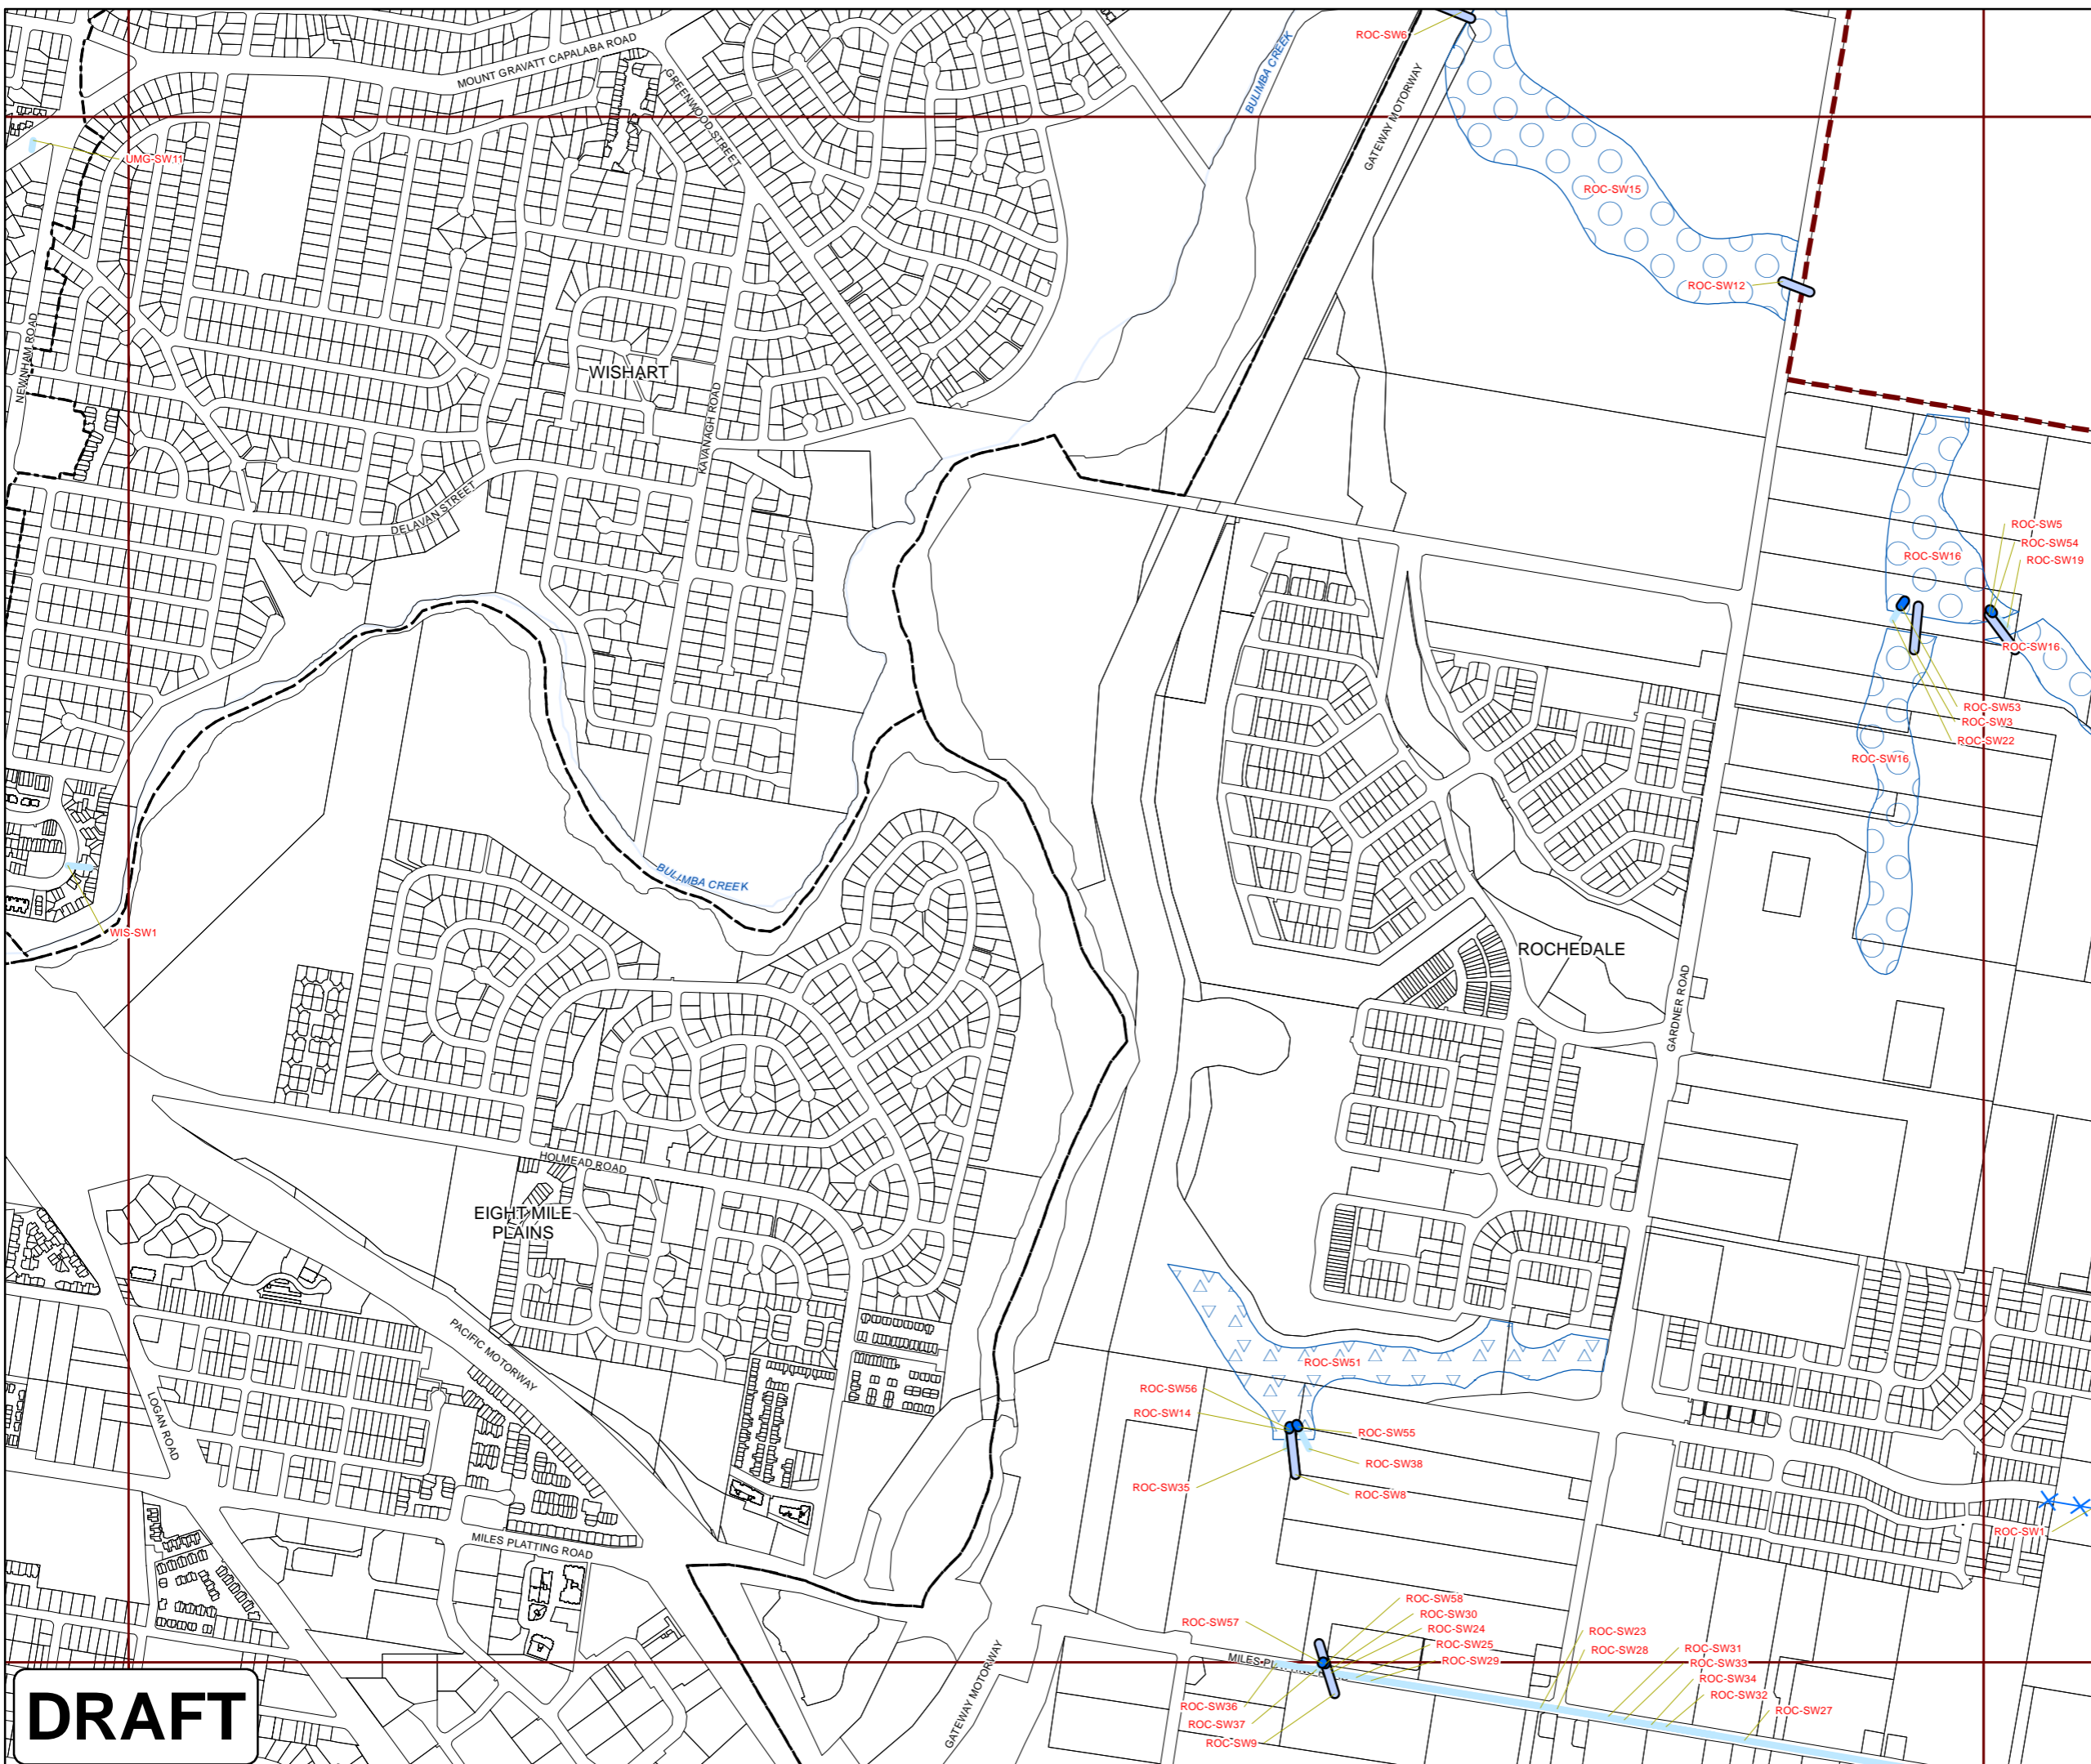 ROC-SW6
MOUNT GRAVATT CAPALABA ROAD
GREENWOOD STREET
BULIMBA CREEK
GATEWAY MOTORWAY
UMG-SW11
ROC-SW15
ROC-SW12
NEWNHAM ROAD
WISHART
KAVANAGH ROAD
DELAVAN STREET
ROC-SW5
ROC-SW54
ROC-SW16
ROC-SW19
ROC-SW16
ROC-SW53
ROC-SW3
ROC-SW22
ROC-SW16
BULIMBA CREEK
WIS-SW1
ROCHEDALE
GARDNER ROAD
HOLMEAD ROAD
EIGHT MILE
PLAINS
PACIFIC MOTORWAY
LOGAN ROAD
ROC-SW51
ROC-SW56
ROC-SW14
ROC-SW55
ROC-SW38
ROC-SW35
ROC-SW8
ROC-SW1
MILES PLATTING ROAD
ROC-SW58
ROC-SW30
ROC-SW57
ROC-SW24
ROC-SW23
ROC-SW25
ROC-SW28
ROC-SW31
ROC-SW29
ROC-SW33
MILES PLATTING
ROC-SW34
ROC-SW36
ROC-SW32
ROC-SW37
ROC-SW27
ROC-SW9
GATEWAY MOTORWAY
DRAFT